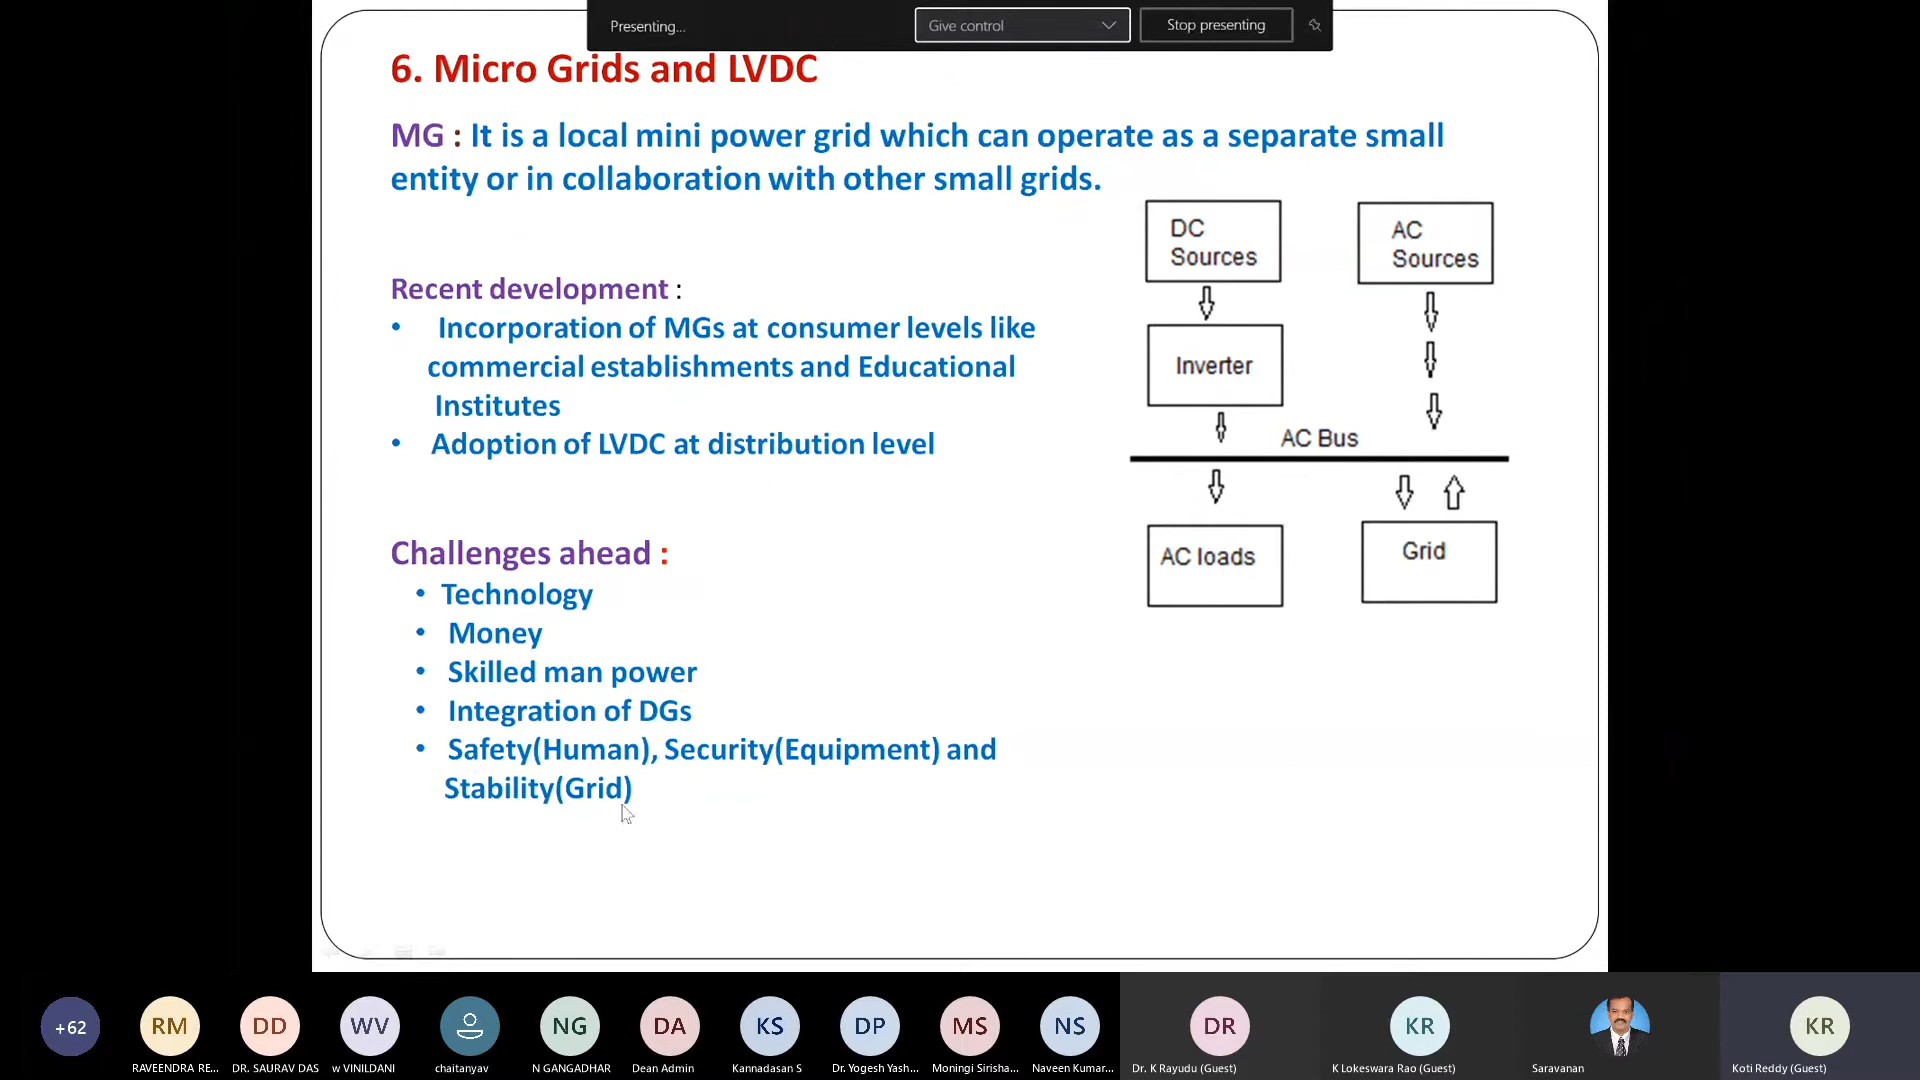 Presenting...
Give control
Stop presenting
6. Micro Grids and LVDC
MG : It is a local mini power grid which can operate as a separate small
entity or in collaboration with other small grids.
Recent development :
• Incorporation of MGs at consumer levels like
commercial establishments and Educational
Institutes
• Adoption of LVDC at distribution level
Challenges ahead :
• Technology
• Money
• Skilled man power
• Integration of DGs
• Safety(Human), Security(Equipment) and
Stability(Grid)
DC
Sources
AC
Sources
Inverter
AC Bus
AC loads
Grid
+62
RM
DD
WV
NG
DA
KS
DP
MS
NS
DR
KR
KR
RAVEENDRA RE...
DR. SAURAV DAS
w VINILDANI
chaitanyav
N GANGADHAR
Dean Admin
Kannadasan S
Dr. Yogesh Yash...
Moningi Sirisha...
Naveen Kumar...
Dr. K Rayudu (Guest)
K Lokeswara Rao (Guest)
Saravanan
Koti Reddy (Guest)